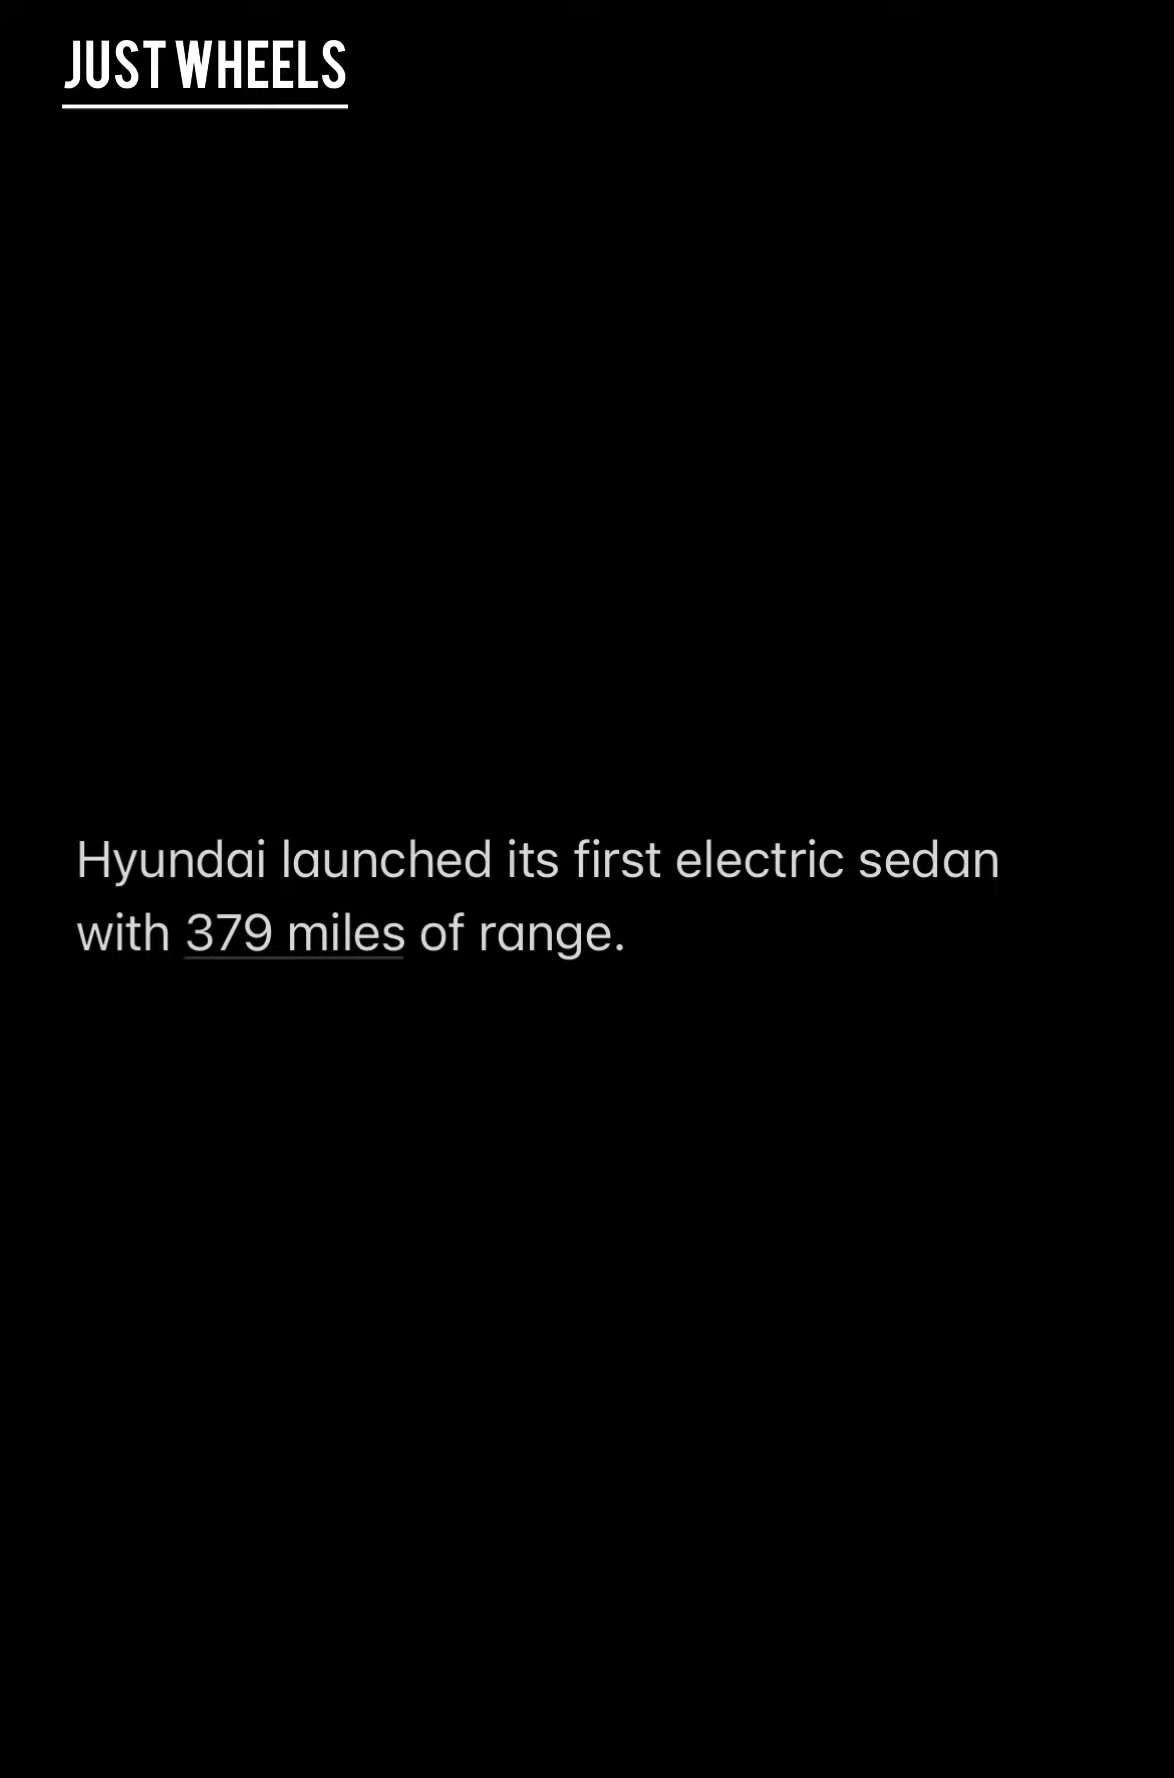 JUST WHEELS
Hyundai launched its first electric sedan
with 379 miles of range.